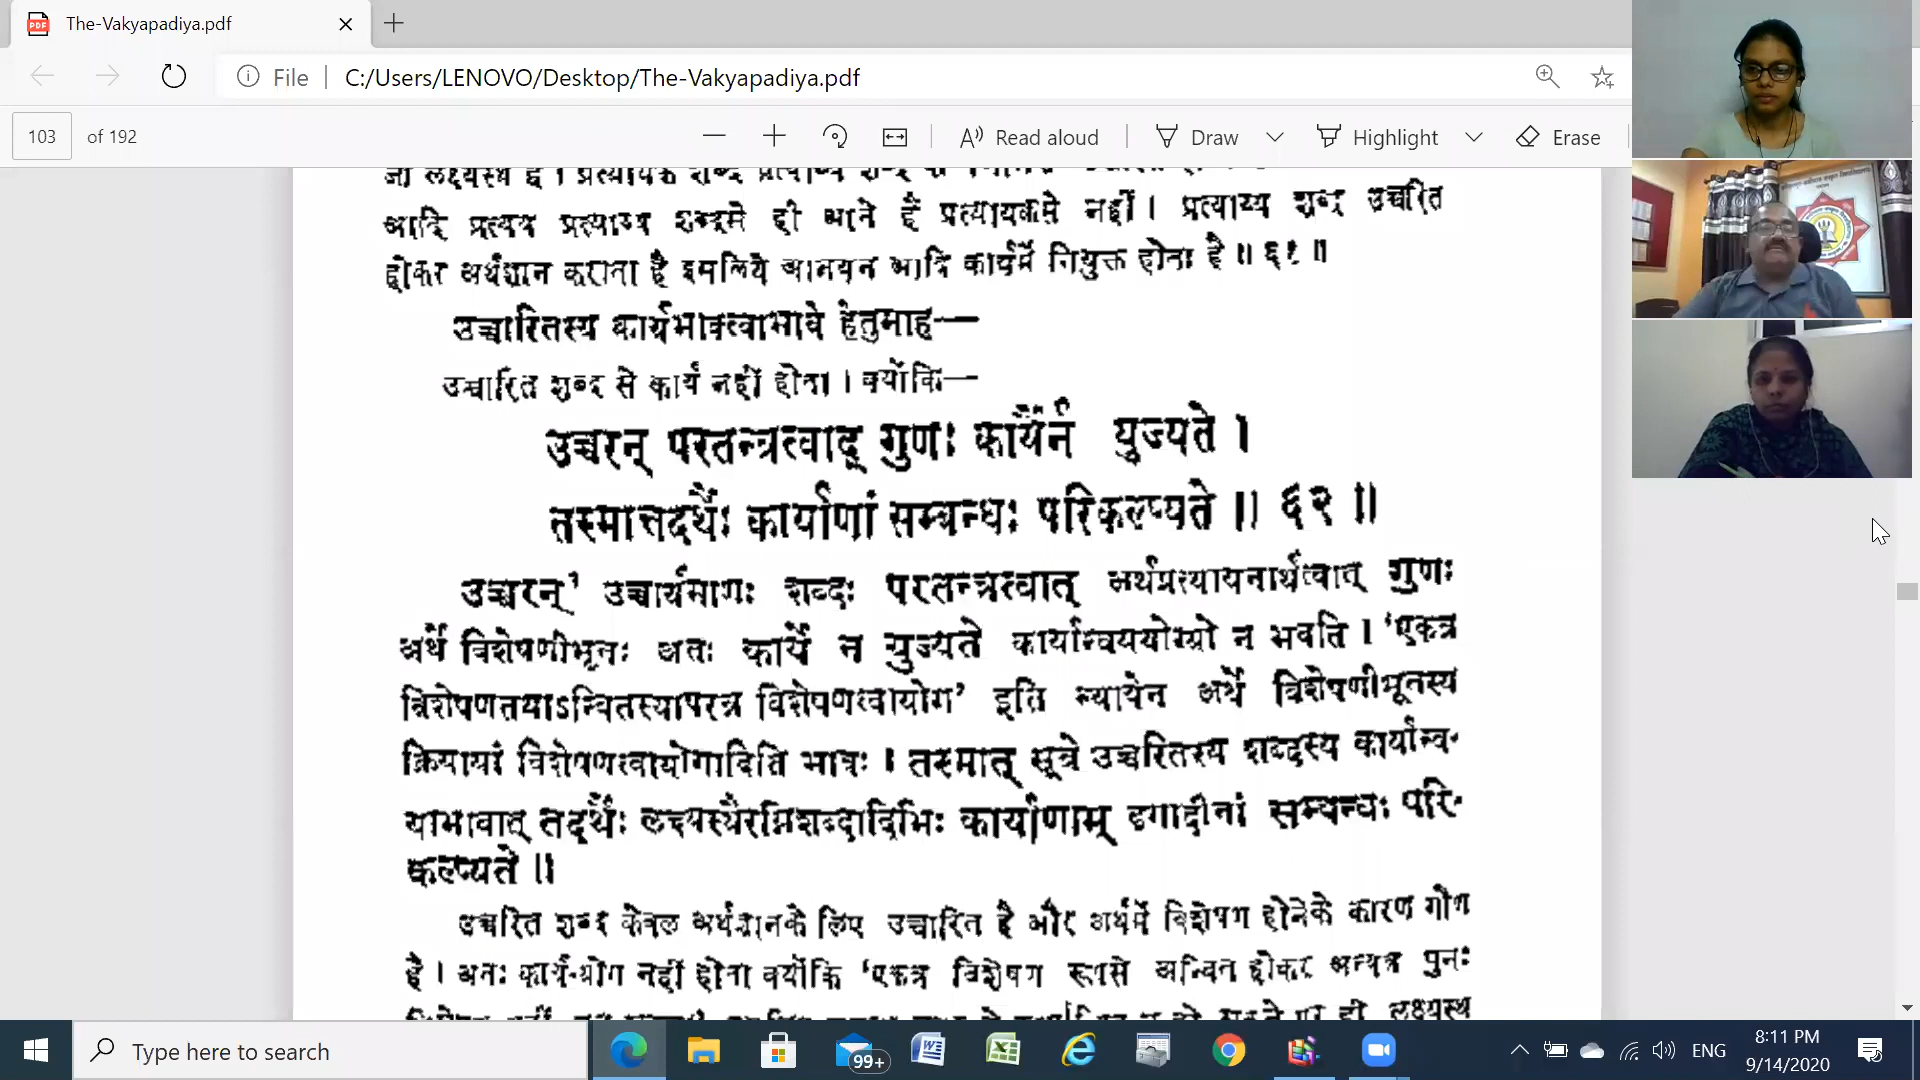 The-Vakyapadiya.pdf
File | C:/Users/LENOVO/Desktop/The-Vakyapadiya.pdf
103 of 192
Read aloud
Draw
Highlight
Erase
आदि प्रत्यय प्रत्याय्य शब्दसे ही आते हैं प्रत्यायकसे नहीं । प्रत्याय्य शब्द उच्चरित
होकर अर्थज्ञान कराता है इसलिये आनयन आदि कार्यमें नियुक्त होता है ॥ ६१ ॥
उच्चारितस्य कार्यभाक्त्वाभावे हेतुमाह—
उच्चारित शब्द से कार्य नहीं होता । क्योंकि—
उच्चरन् परतन्त्रत्वाद् गुणः कार्यैर्न युज्यते ।
तस्मात्तदर्थैः कार्याणां सम्बन्धः परिकल्प्यते ॥ ६२ ॥
उच्चरन्' उच्चार्यमाणः शब्दः परतन्त्रत्वात् अर्थप्रत्यायनार्थत्वात् गुणः
अर्थे विशेषणीभूतः अतः कार्ये न युज्यते कार्यान्वययोग्यो न भवति । 'एकत्र
विशेषणतयाऽन्वितस्यापरत्र विशेषणत्वायोग' इति न्यायेन अर्थे विशेषणीभूतस्य
क्रियायां विशेषणत्वायोगादिति भावः । तस्मात् सूत्रे उच्चरितस्य शब्दस्य कार्यान्व-
याभावात् तदर्थैः लक्ष्यस्थैरग्निशब्दादिभिः कार्याणाम् ढगादीनां सम्बन्धः परि-
कल्प्यते ॥
उच्चरित शब्द केवल अर्थज्ञानके लिए उच्चारित है और अर्थमें विशेषण होनेके कारण गौण
है । अतः कार्य-योग नहीं होता क्योंकि 'एकत्र विशेषण रूपसे अन्वित होकर अन्यत्र पुनः
लक्ष्यस्थ
Type here to search
99+
ENG
8:11 PM
9/14/2020